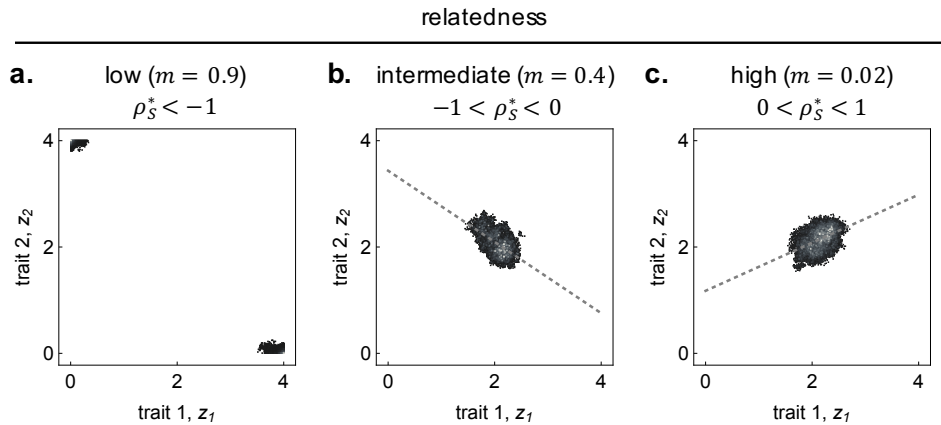 relatedness
a. low (m = 0.9)
ρ*S < −1
b. intermediate (m = 0.4)
−1 < ρ*S < 0
c. high (m = 0.02)
0 < ρ*S < 1
4
2
0
trait 2, z2
0 2 4
trait 1, z1
4
2
0
trait 2, z2
0 2 4
trait 1, z1
4
2
0
trait 2, z2
0 2 4
trait 1, z1